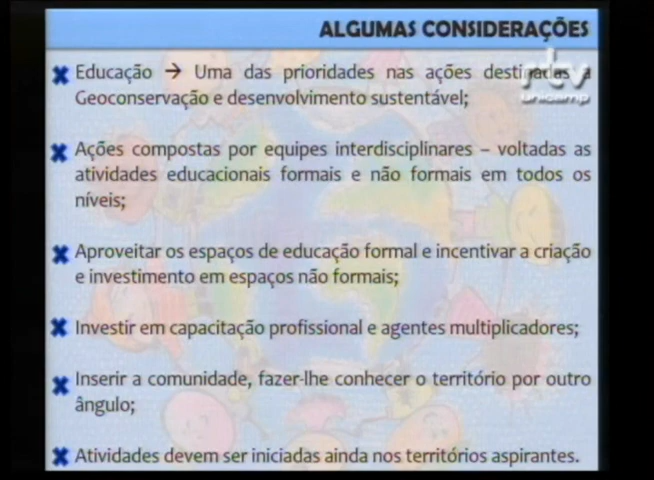 ALGUMAS CONSIDERAÇÕES
Educação → Uma das prioridades nas ações destinadas a
Geoconservação e desenvolvimento sustentável;
rtv
unicamp
Ações compostas por equipes interdisciplinares – voltadas as
atividades educacionais formais e não formais em todos os
níveis;
Aproveitar os espaços de educação formal e incentivar a criação
e investimento em espaços não formais;
Investir em capacitação profissional e agentes multiplicadores;
Inserir a comunidade, fazer-lhe conhecer o território por outro
ângulo;
Atividades devem ser iniciadas ainda nos territórios aspirantes.